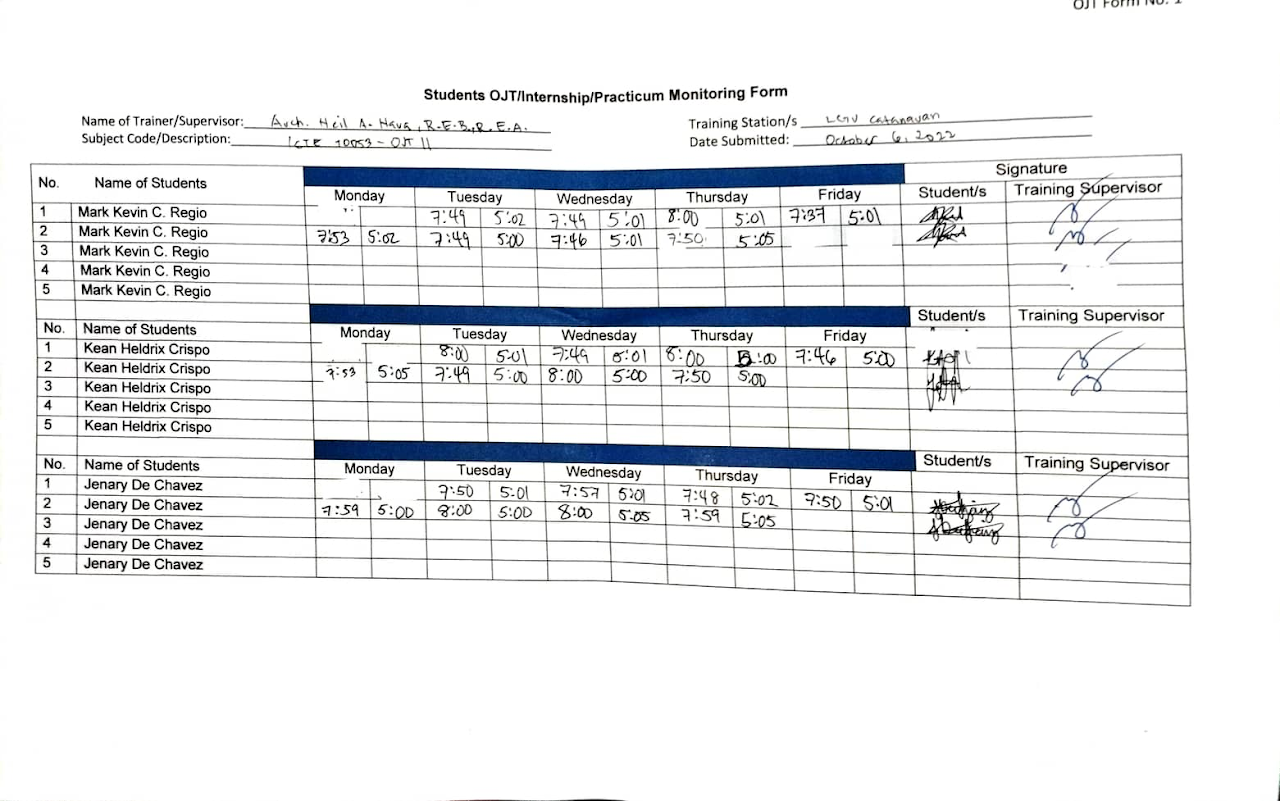 OJT Form No. 1
Students OJT/Internship/Practicum Monitoring Form
Name of Trainer/Supervisor: Arch. Neil A. Nava, R.E.B, R.E.A.
Training Station/s LGU Catanauan
Subject Code/Description: 10053 - OJT II
Date Submitted: October 6, 2022
Signature
No. Name of Students Monday Tuesday Wednesday Thursday Friday Student/s Training Supervisor
1 Mark Kevin C. Regio 7:49 5:02 7:49 5:01 8:00 5:01 7:37 5:01
2 Mark Kevin C. Regio 7:53 5:02 7:49 5:00 7:46 5:01 7:50 5:05
3 Mark Kevin C. Regio
4 Mark Kevin C. Regio
5 Mark Kevin C. Regio
No. Name of Students Monday Tuesday Wednesday Thursday Friday Student/s Training Supervisor
1 Kean Heldrix Crispo 8:00 5:01 7:49 5:01 8:00 5:00 7:46 5:00
2 Kean Heldrix Crispo 7:53 5:05 7:49 5:00 8:00 5:00 7:50 5:00
3 Kean Heldrix Crispo
4 Kean Heldrix Crispo
5 Kean Heldrix Crispo
No. Name of Students Monday Tuesday Wednesday Thursday Friday Student/s Training Supervisor
1 Jenary De Chavez 7:50 5:01 7:57 5:01 7:48 5:02 7:50 5:01
2 Jenary De Chavez 7:59 5:00 8:00 5:00 8:00 5:05 7:59 5:05
3 Jenary De Chavez
4 Jenary De Chavez
5 Jenary De Chavez